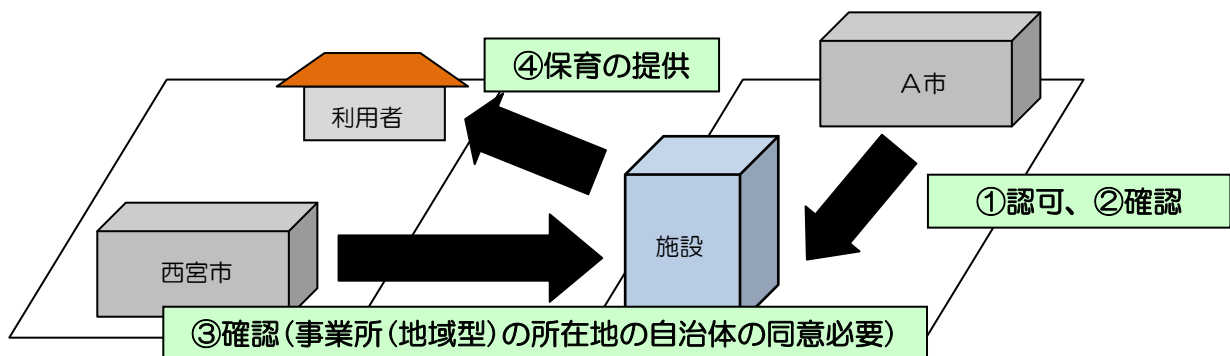 ④保育の提供
A市
利用者
①認可、②確認
施設
西宮市
③確認(事業所(地域型)の所在地の自治体の同意必要)